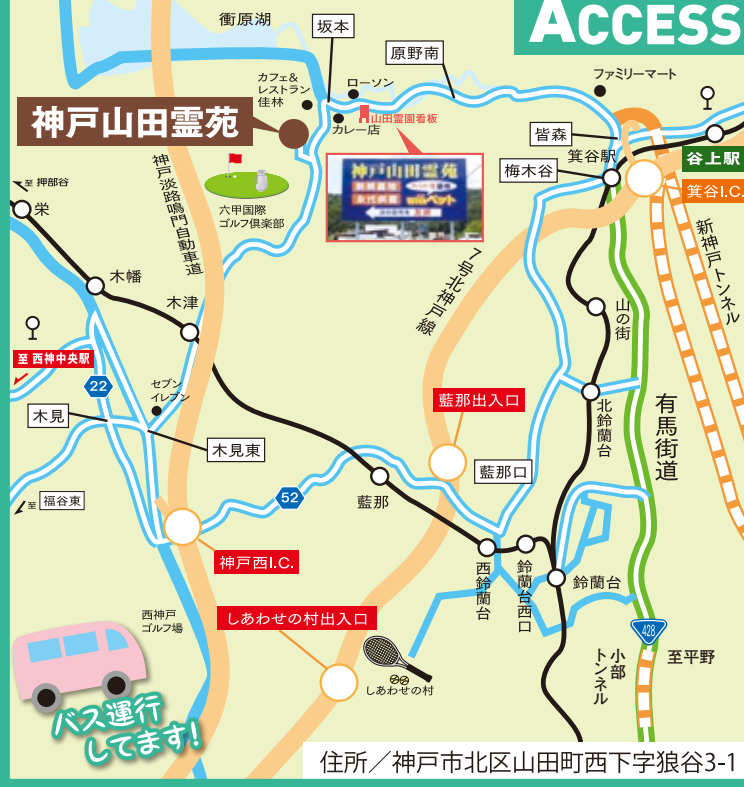 ACCESS
衝原湖
坂本
原野南
カフェ&
レストラン
佳林
ローソン
ファミリーマート
カレー店
山田霊園看板
神戸山田霊苑
皆森
箕谷駅
梅木谷
谷上駅
箕谷I.C.
神戸山田霊苑
ペット
至 押部谷
栄
六甲国際
ゴルフ倶楽部
神戸淡路鳴門自動車道
7号北神戸線
新神戸トンネル
木幡
木津
山の街
至 西神中央駅
22
セブン
イレブン
木見
木見東
藍那出入口
北鈴蘭台
有馬街道
藍那口
至 福谷東
52
藍那
神戸西I.C.
西鈴蘭台
鈴蘭台西口
鈴蘭台
西神戸
ゴルフ場
しあわせの村出入口
428
小部
トンネル
至平野
しあわせの村
バス運行
してます!
住所／神戸市北区山田町西下字狼谷3-1